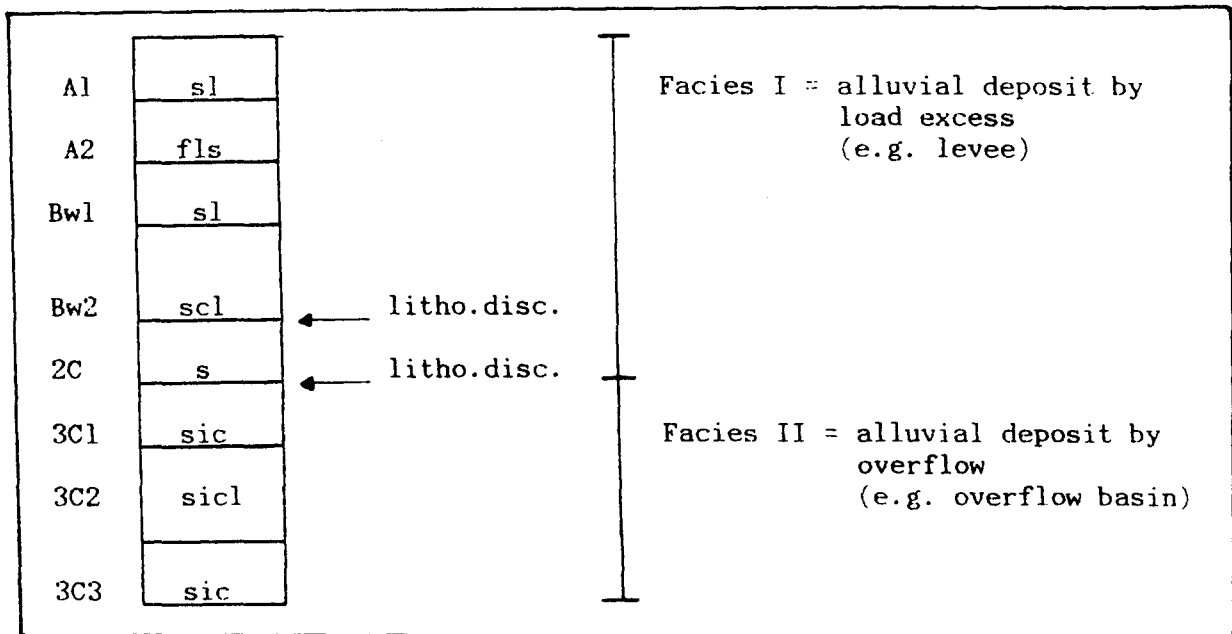 A1 sl
A2 fls
Bw1 sl
Bw2 scl
2C s
3C1 sic
3C2 sicl
3C3 sic
litho.disc.
litho.disc.
Facies I = alluvial deposit by
load excess
(e.g. levee)
Facies II = alluvial deposit by
overflow
(e.g. overflow basin)